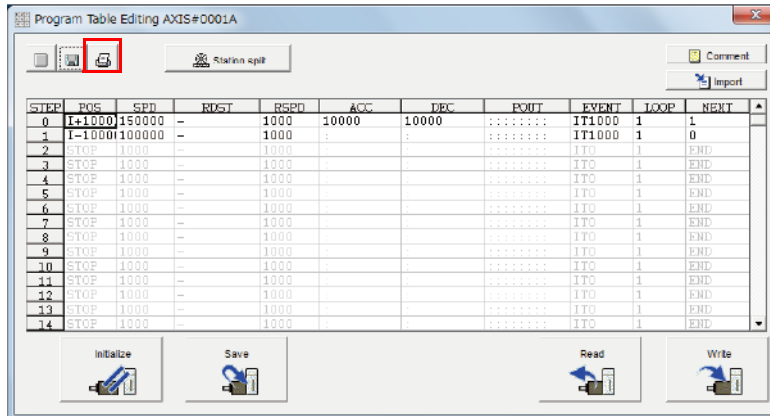 Program Table Editing AXIS#0001A
Station split
Comment
Import
STEP POS SPD RDST RSPD ACC DEC POUT EVENT LOOP NEXT
0 I+1000 150000 – 1000 10000 10000 :::::::: IT1000 1 1
1 I-1000 100000 – 1000 : : :::::::: IT1000 1 0
2 STOP 1000 – 1000 : : :::::::: IT0 1 END
3 STOP 1000 – 1000 : : :::::::: IT0 1 END
4 STOP 1000 – 1000 : : :::::::: IT0 1 END
5 STOP 1000 – 1000 : : :::::::: IT0 1 END
6 STOP 1000 – 1000 : : :::::::: IT0 1 END
7 STOP 1000 – 1000 : : :::::::: IT0 1 END
8 STOP 1000 – 1000 : : :::::::: IT0 1 END
9 STOP 1000 – 1000 : : :::::::: IT0 1 END
10 STOP 1000 – 1000 : : :::::::: IT0 1 END
11 STOP 1000 – 1000 : : :::::::: IT0 1 END
12 STOP 1000 – 1000 : : :::::::: IT0 1 END
13 STOP 1000 – 1000 : : :::::::: IT0 1 END
14 STOP 1000 – 1000 : : :::::::: IT0 1 END
Initialize Save Read Write